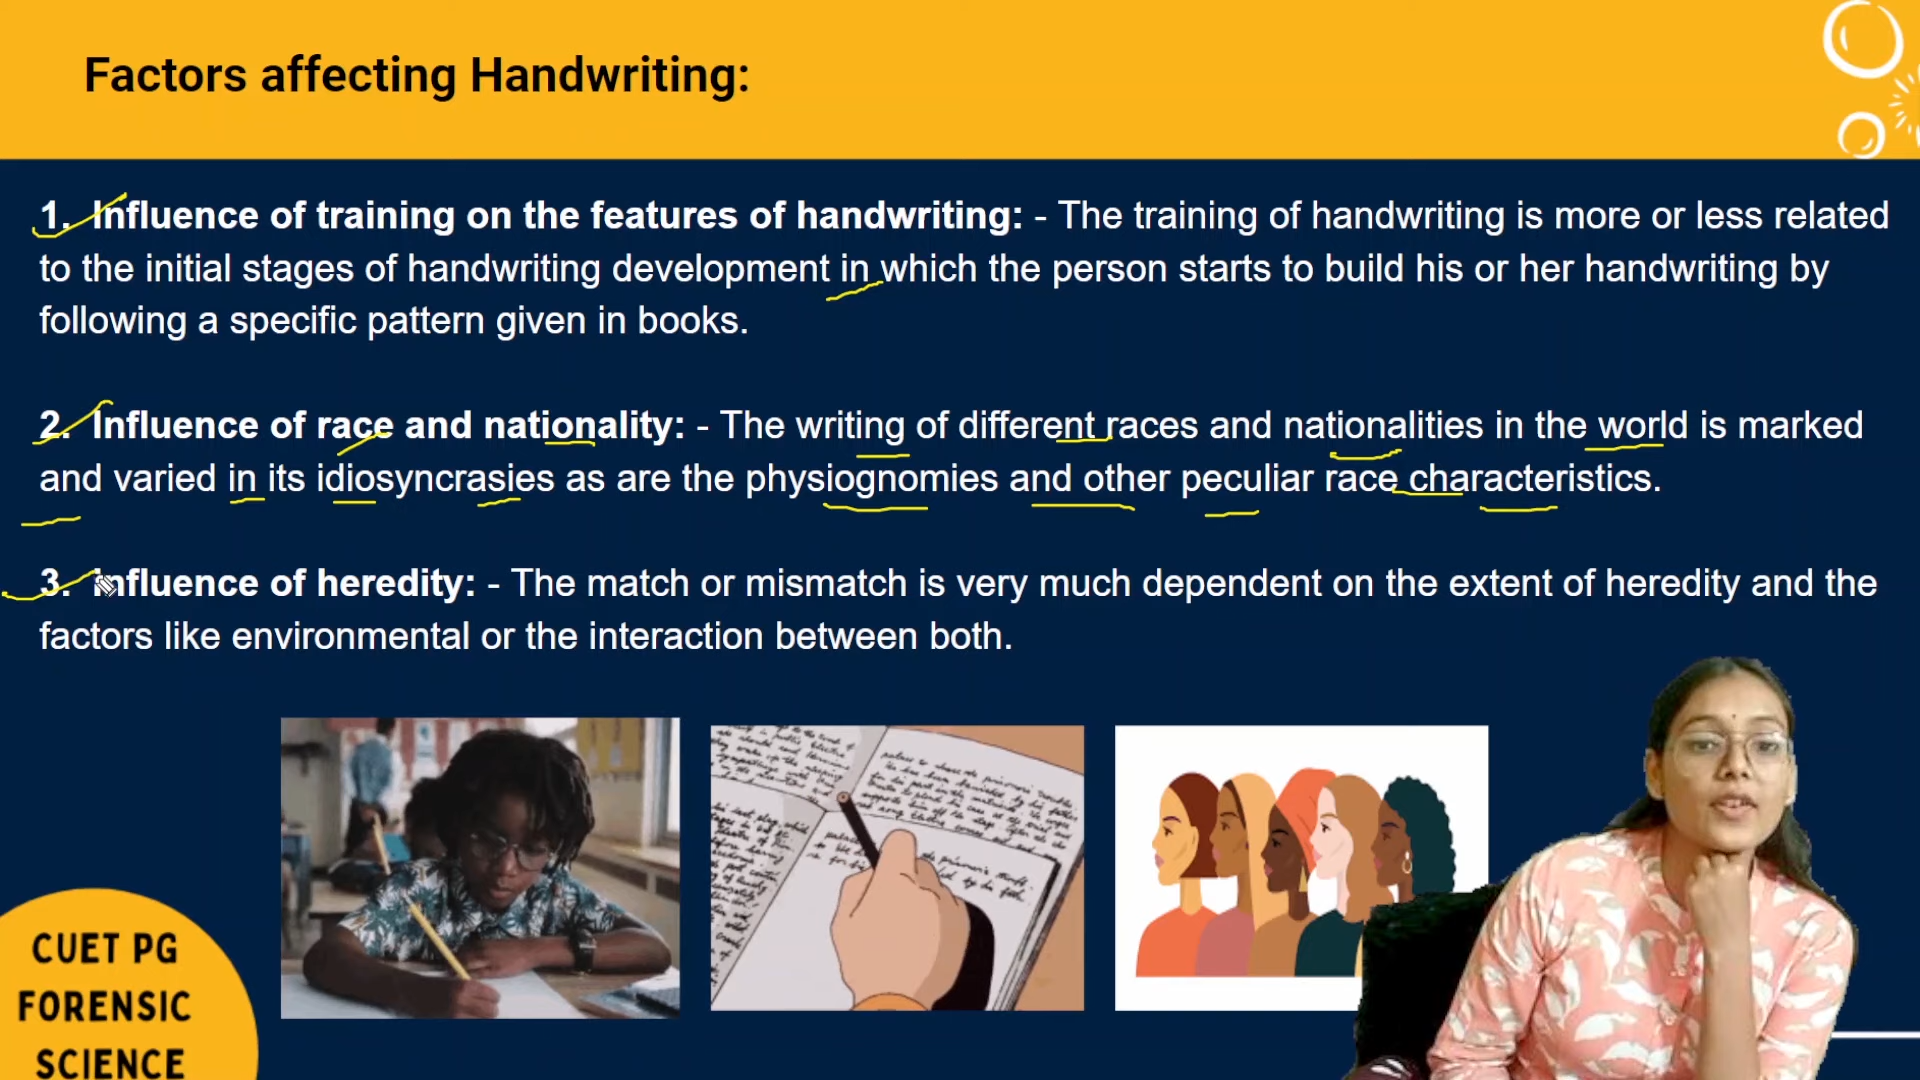 Factors affecting Handwriting:
1. Influence of training on the features of handwriting: - The training of handwriting is more or less related
to the initial stages of handwriting development in which the person starts to build his or her handwriting by
following a specific pattern given in books.
2. Influence of race and nationality: - The writing of different races and nationalities in the world is marked
and varied in its idiosyncrasies as are the physiognomies and other peculiar race characteristics.
3. influence of heredity: - The match or mismatch is very much dependent on the extent of heredity and the
factors like environmental or the interaction between both.
CUET PG
FORENSIC
SCIENCE